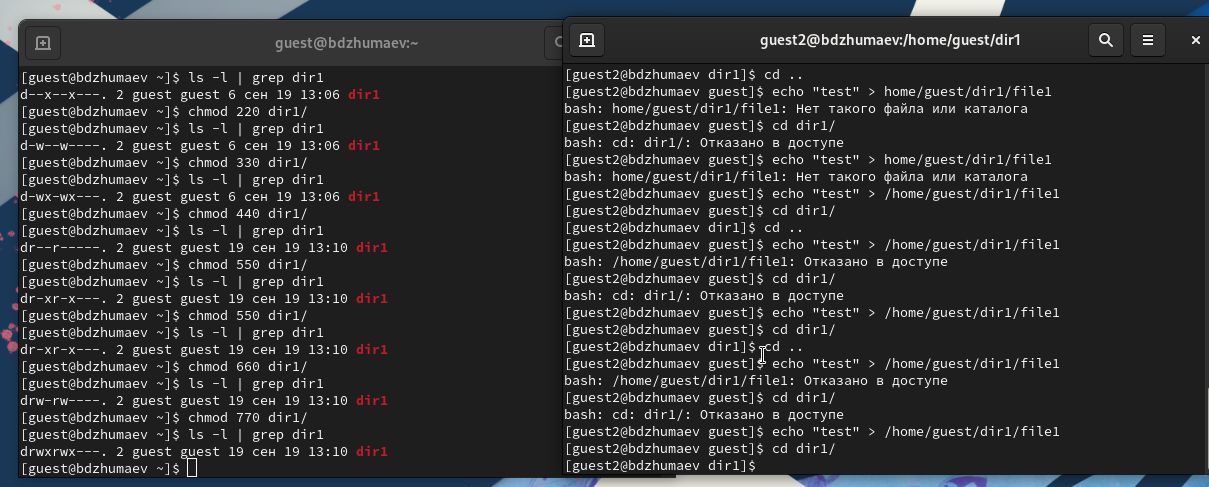 guest@bdzhumaev:~
[guest@bdzhumaev ~]$ ls -l | grep dir1
d--x--x---. 2 guest guest 6 сен 19 13:06 dir1
[guest@bdzhumaev ~]$ chmod 220 dir1/
[guest@bdzhumaev ~]$ ls -l | grep dir1
d-w--w----. 2 guest guest 6 сен 19 13:06 dir1
[guest@bdzhumaev ~]$ chmod 330 dir1/
[guest@bdzhumaev ~]$ ls -l | grep dir1
d-wx-wx---. 2 guest guest 6 сен 19 13:06 dir1
[guest@bdzhumaev ~]$ chmod 440 dir1/
[guest@bdzhumaev ~]$ ls -l | grep dir1
dr--r-----. 2 guest guest 19 сен 19 13:10 dir1
[guest@bdzhumaev ~]$ chmod 550 dir1/
[guest@bdzhumaev ~]$ ls -l | grep dir1
dr-xr-x---. 2 guest guest 19 сен 19 13:10 dir1
[guest@bdzhumaev ~]$ chmod 550 dir1/
[guest@bdzhumaev ~]$ ls -l | grep dir1
dr-xr-x---. 2 guest guest 19 сен 19 13:10 dir1
[guest@bdzhumaev ~]$ chmod 660 dir1/
[guest@bdzhumaev ~]$ ls -l | grep dir1
drw-rw----. 2 guest guest 19 сен 19 13:10 dir1
[guest@bdzhumaev ~]$ chmod 770 dir1/
[guest@bdzhumaev ~]$ ls -l | grep dir1
drwxrwx---. 2 guest guest 19 сен 19 13:10 dir1
[guest@bdzhumaev ~]$
guest2@bdzhumaev:/home/guest/dir1
[guest2@bdzhumaev dir1]$ cd ..
[guest2@bdzhumaev guest]$ echo "test" > home/guest/dir1/file1
bash: home/guest/dir1/file1: Нет такого файла или каталога
[guest2@bdzhumaev guest]$ cd dir1/
bash: cd: dir1/: Отказано в доступе
[guest2@bdzhumaev guest]$ echo "test" > home/guest/dir1/file1
bash: home/guest/dir1/file1: Нет такого файла или каталога
[guest2@bdzhumaev guest]$ echo "test" > /home/guest/dir1/file1
[guest2@bdzhumaev guest]$ cd dir1/
[guest2@bdzhumaev dir1]$ cd ..
[guest2@bdzhumaev guest]$ echo "test" > /home/guest/dir1/file1
bash: /home/guest/dir1/file1: Отказано в доступе
[guest2@bdzhumaev guest]$ cd dir1/
bash: cd: dir1/: Отказано в доступе
[guest2@bdzhumaev guest]$ echo "test" > /home/guest/dir1/file1
[guest2@bdzhumaev guest]$ cd dir1/
[guest2@bdzhumaev dir1]$ cd ..
[guest2@bdzhumaev guest]$ echo "test" > /home/guest/dir1/file1
bash: /home/guest/dir1/file1: Отказано в доступе
[guest2@bdzhumaev guest]$ cd dir1/
bash: cd: dir1/: Отказано в доступе
[guest2@bdzhumaev guest]$ echo "test" > /home/guest/dir1/file1
[guest2@bdzhumaev guest]$ cd dir1/
[guest2@bdzhumaev dir1]$